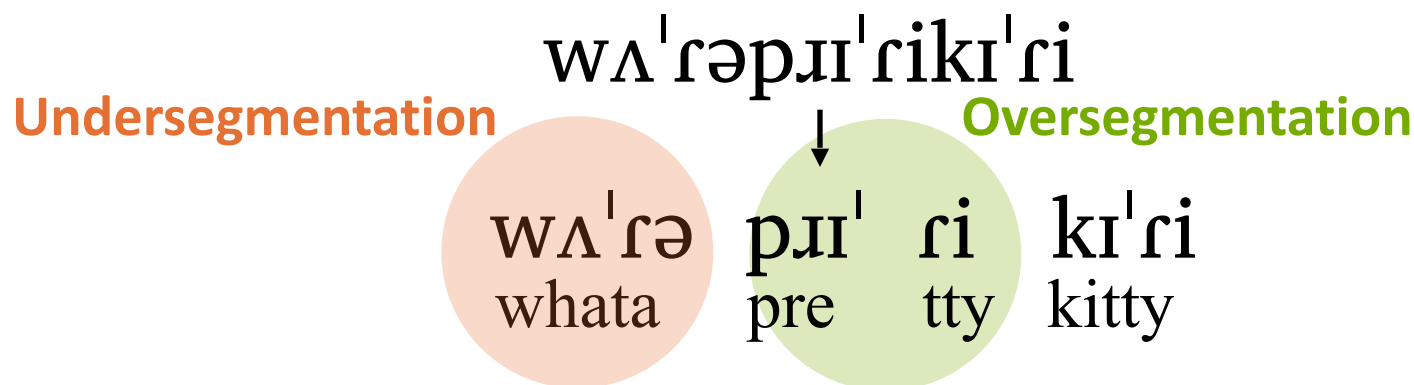 wʌˈɾəpɹɪˈɾikɪˈɾi
Undersegmentation Oversegmentation
wʌˈɾə pɹɪˈ ɾi kɪˈɾi
whata pre tty kitty